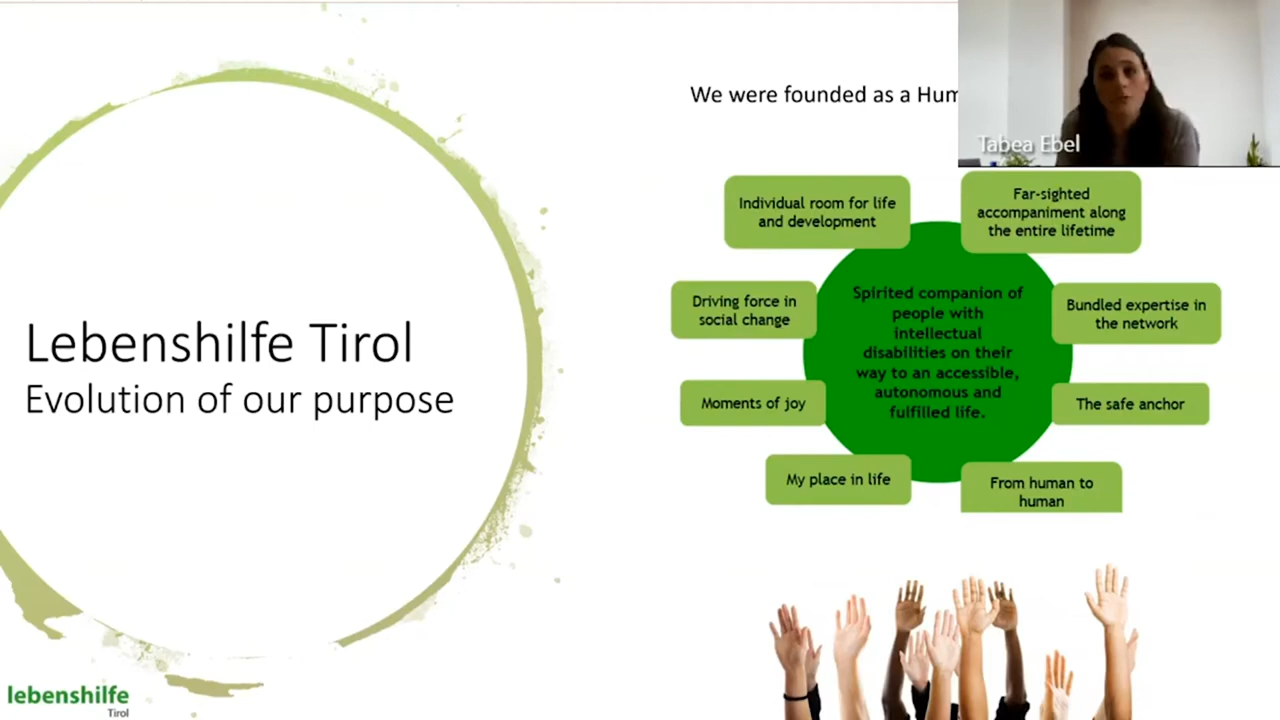 We were founded as a Hum
Tabea Ebel
Individual room for life
and development
Far-sighted
accompaniment along
the entire lifetime
Driving force in
social change
Spirited companion of
people with
intellectual
disabilities on their
way to an accessible,
autonomous and
fulfilled life.
Bundled expertise in
the network
Moments of joy
The safe anchor
My place in life
From human to
human
Lebenshilfe Tirol
Evolution of our purpose
lebenshilfe
Tirol